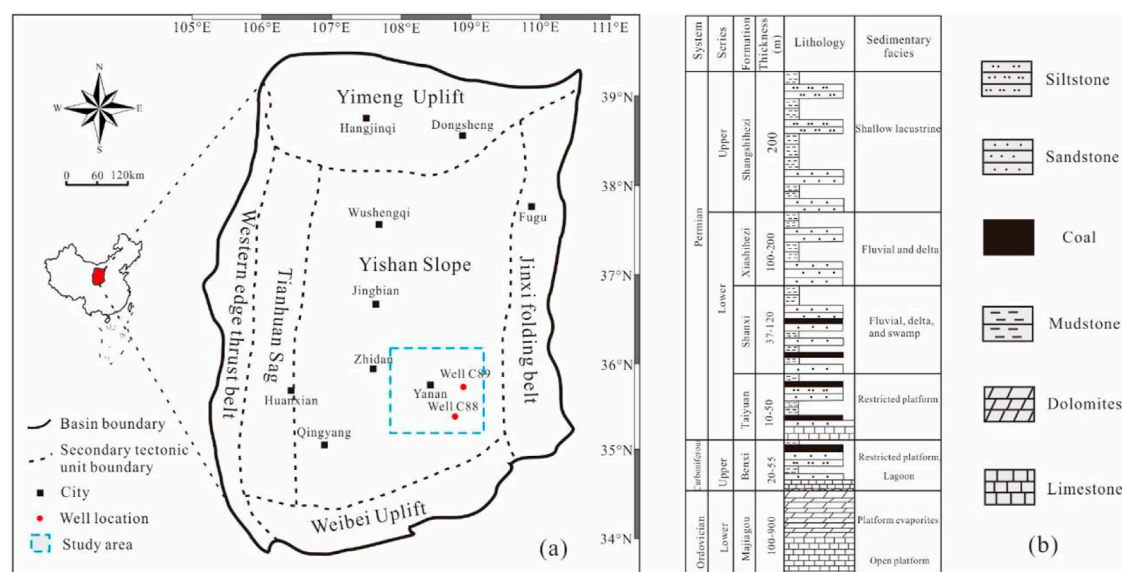 105°E 106°E 107°E 108°E 109°E 110°E 111°E
39°N
38°N
37°N
36°N
35°N
34°N
N
W E
S
0 60 120km
Yimeng Uplift
Hangjinqi
Dongsheng
Wushengqi
Fugu
Yishan Slope
Jingbian
Western edge thrust belt
Tianhuan Sag
Jinxi folding belt
Zhidan
Well C89
Yanan
Well C88
Huanxian
Qingyang
Weibei Uplift
Basin boundary
Secondary tectonic
unit boundary
City
Well location
Study area
(a)
System
Series
Formation
Thickness
(m)
Lithology
Sedimentary
facies
Permian
Upper
Shangshihezi
200
Shallow lacustrine
Lower
Xiashihezi
100-200
Fluvial and delta
Shanxi
37-120
Fluvial, delta,
and swamp
Taiyuan
10-50
Restricted platform
Carboniferous
Upper
Benxi
20-55
Restricted platform,
Lagoon
Ordovician
Lower
Majiagou
100-900
Platform evaporites
Open platform
Siltstone
Sandstone
Coal
Mudstone
Dolomites
Limestone
(b)